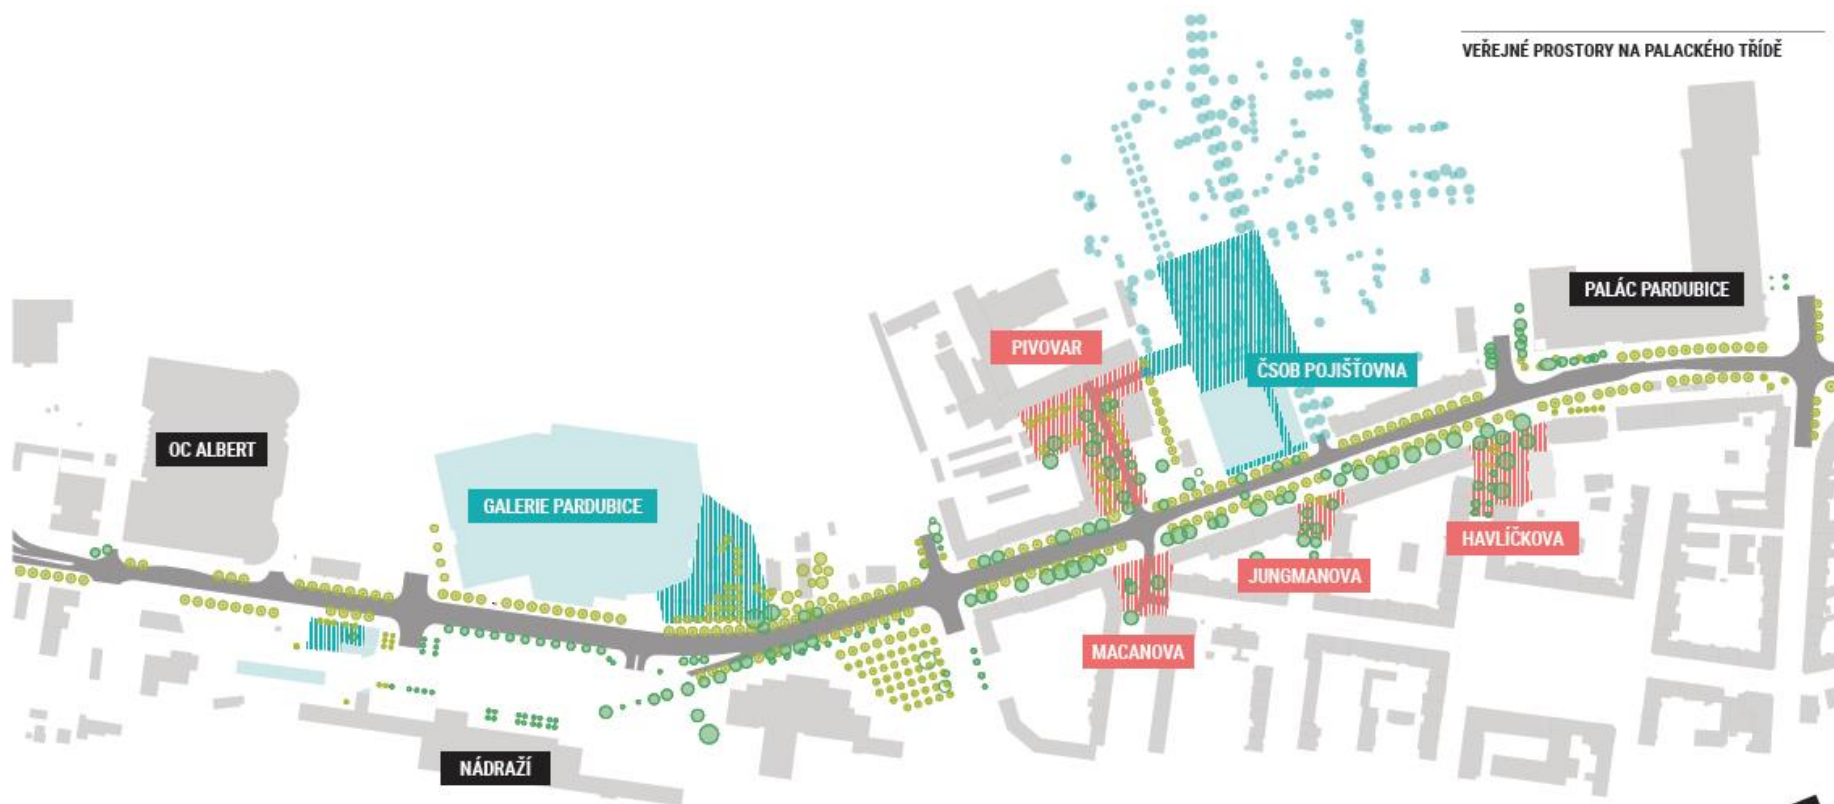 VEŘEJNÉ PROSTORY NA PALACKÉHO TŘÍDĚ
PALÁC PARDUBICE
PIVOVAR
ČSOB POJIŠŤOVNA
OC ALBERT
GALERIE PARDUBICE
HAVLÍČKOVA
JUNGMANOVA
MACANOVA
NÁDRAŽÍ